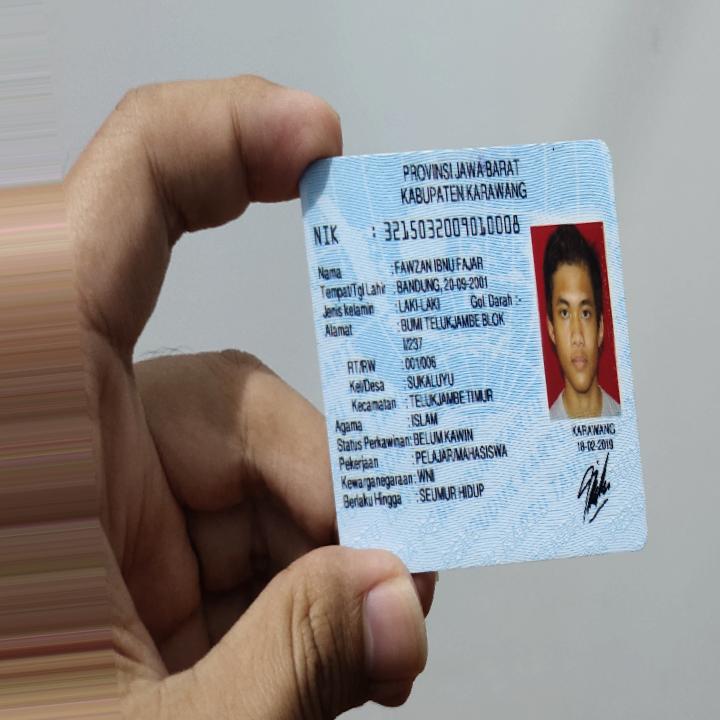 PROVINSI JAWA BARAT
KABUPATEN KARAWANG
NIK : 3215032009010008
Nama : FAWZAN IBNU FAJAR
Tempat/Tgl Lahir : BANDUNG, 20-09-2001
Jenis kelamin : LAKI-LAKI Gol. Darah :-
Alamat : BUMI TELUKJAMBE BLOK
I/237
RT/RW : 001/006
Kel/Desa : SUKALUYU
Kecamatan : TELUKJAMBE TIMUR
Agama : ISLAM
Status Perkawinan: BELUM KAWIN
Pekerjaan : PELAJAR/MAHASISWA
Kewarganegaraan: WNI
Berlaku Hingga : SEUMUR HIDUP
KARAWANG
18-02-2019